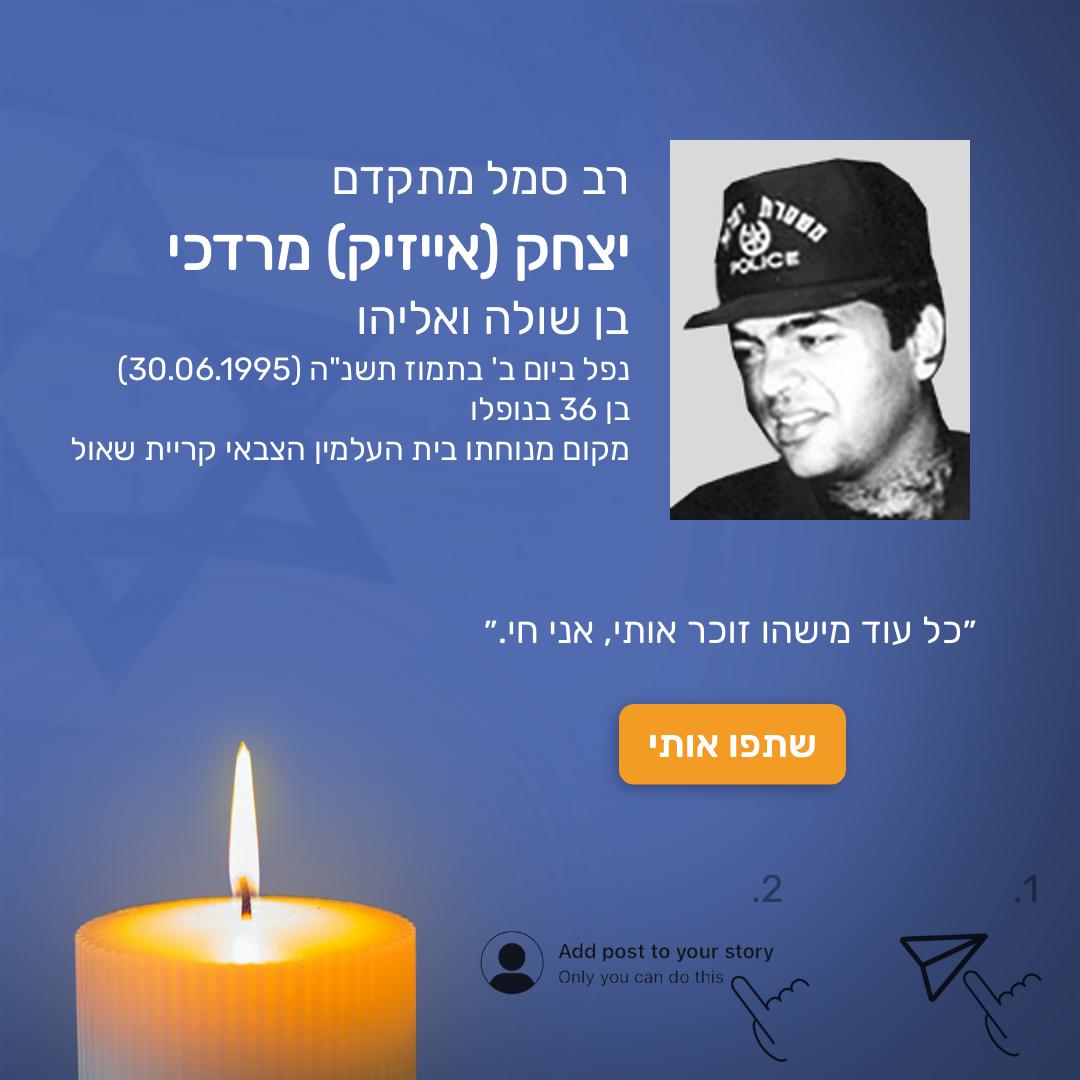 רב סמל מתקדם
יצחק (אייזיק) מרדכי
בן שולה ואליהו
נפל ביום ב' בתמוז תשנ"ה (30.06.1995)
בן 36 בנופלו
מקום מנוחתו בית העלמין הצבאי קריית שאול
משטרת
POLICE
״כל עוד מישהו זוכר אותי, אני חי.״
שתפו אותי
1.
2.
Add post to your story
Only you can do this